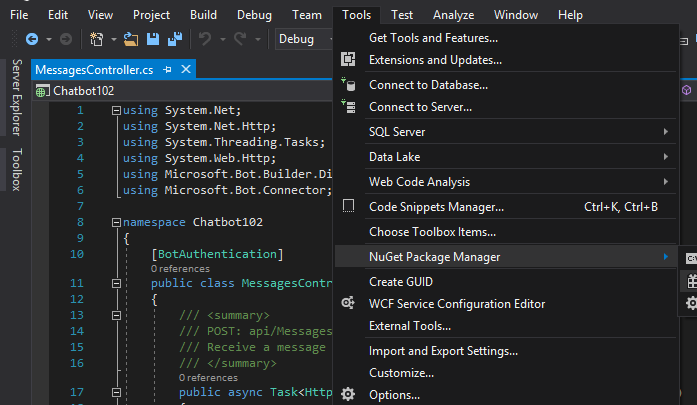 File Edit View Project Build Debug Team Tools Test Analyze Window Help
Debug
Server Explorer
Toolbox
MessagesController.cs
Chatbot102
1 using System.Net;
2 using System.Net.Http;
3 using System.Threading.Tasks;
4 using System.Web.Http;
5 using Microsoft.Bot.Builder.Di
6 using Microsoft.Bot.Connector;
7
8 namespace Chatbot102
9 {
10 [BotAuthentication]
0 references
11 public class MessagesContr
12 {
13 /// <summary>
14 /// POST: api/Messages
15 /// Receive a message
16 /// </summary>
0 references
17 public async Task<Http
Get Tools and Features...
Extensions and Updates...
Connect to Database...
Connect to Server...
SQL Server
Data Lake
Web Code Analysis
Code Snippets Manager... Ctrl+K, Ctrl+B
Choose Toolbox Items...
NuGet Package Manager
Create GUID
WCF Service Configuration Editor
External Tools...
Import and Export Settings...
Customize...
Options...